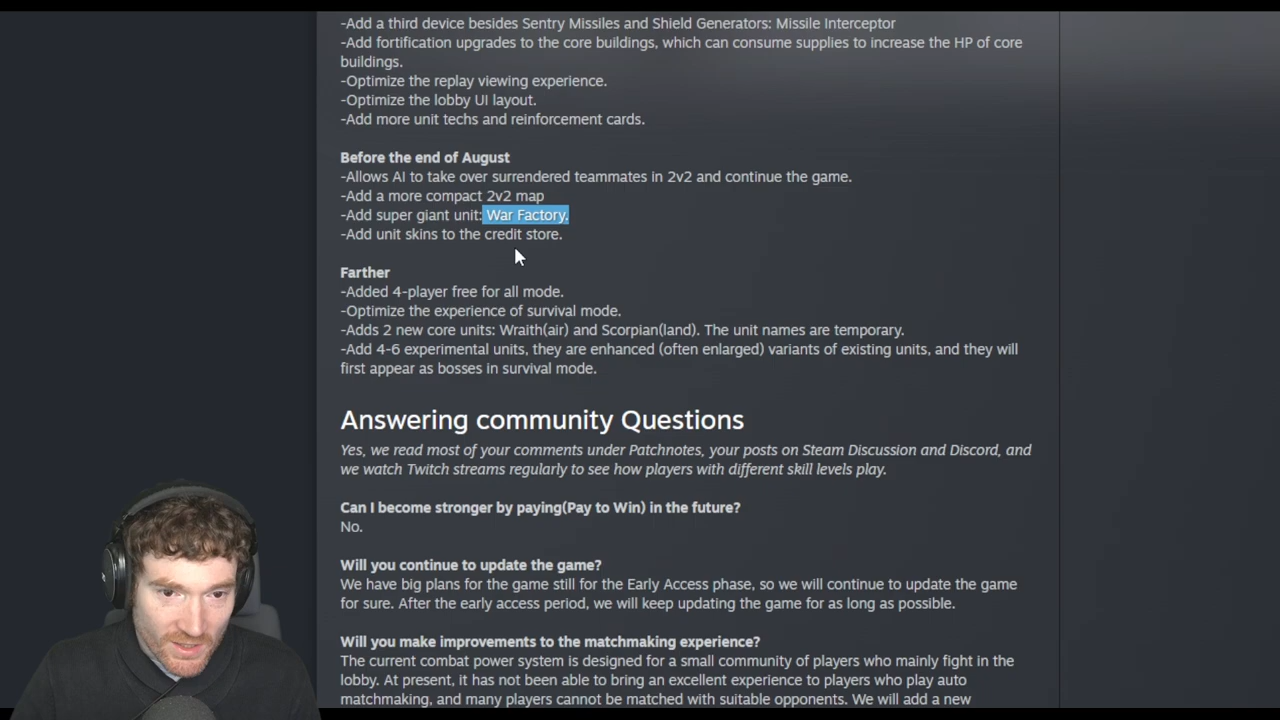 -Add a third device besides Sentry Missiles and Shield Generators: Missile Interceptor
-Add fortification upgrades to the core buildings, which can consume supplies to increase the HP of core
buildings.
-Optimize the replay viewing experience.
-Optimize the lobby UI layout.
-Add more unit techs and reinforcement cards.
Before the end of August
-Allows AI to take over surrendered teammates in 2v2 and continue the game.
-Add a more compact 2v2 map
-Add super giant unit: War Factory.
-Add unit skins to the credit store.
Farther
-Added 4-player free for all mode.
-Optimize the experience of survival mode.
-Adds 2 new core units: Wraith(air) and Scorpian(land). The unit names are temporary.
-Add 4-6 experimental units, they are enhanced (often enlarged) variants of existing units, and they will
first appear as bosses in survival mode.
Answering community Questions
Yes, we read most of your comments under Patchnotes, your posts on Steam Discussion and Discord, and
we watch Twitch streams regularly to see how players with different skill levels play.
Can I become stronger by paying(Pay to Win) in the future?
No.
Will you continue to update the game?
We have big plans for the game still for the Early Access phase, so we will continue to update the game
for sure. After the early access period, we will keep updating the game for as long as possible.
Will you make improvements to the matchmaking experience?
The current combat power system is designed for a small community of players who mainly fight in the
lobby. At present, it has not been able to bring an excellent experience to players who play auto
matchmaking, and many players cannot be matched with suitable opponents. We will add a new